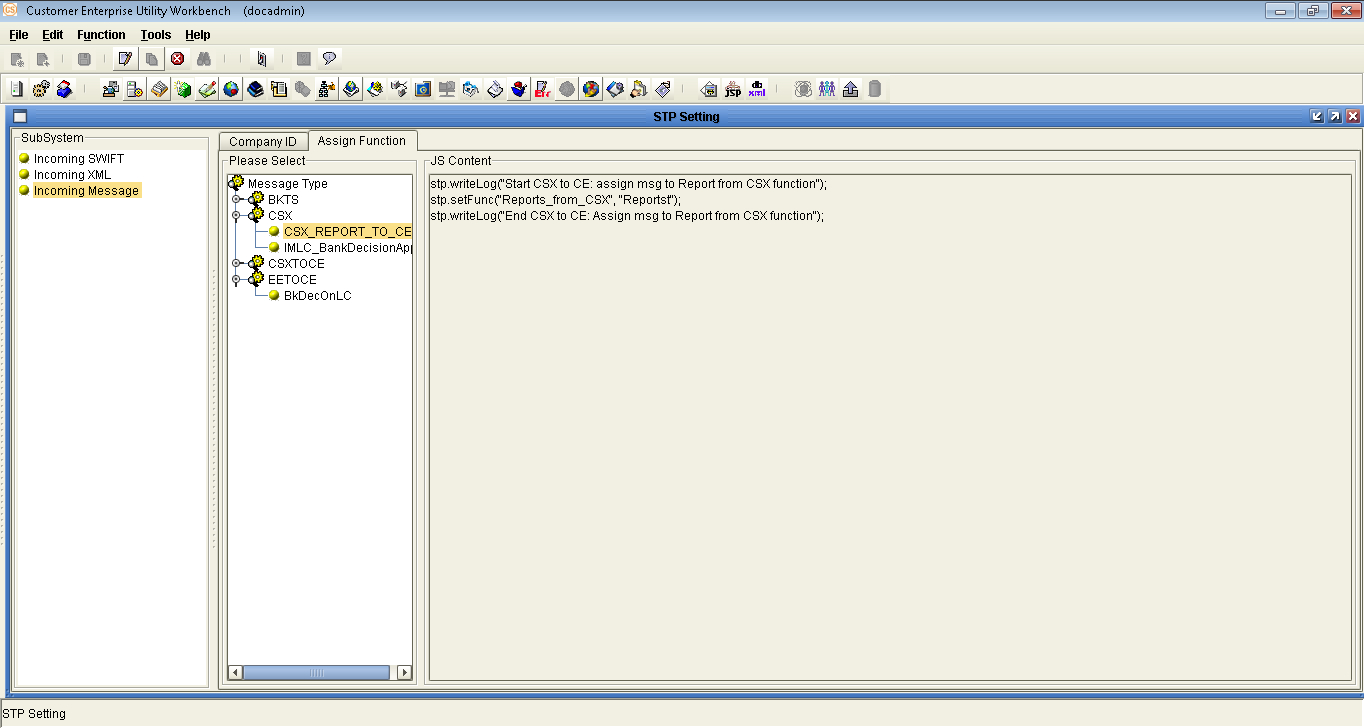 CS Customer Enterprise Utility Workbench (docadmin)
File Edit Function Tools Help
jsp xml
STP Setting
SubSystem
Incoming SWIFT
Incoming XML
Incoming Message
Company ID Assign Function
Please Select
Message Type
BKTS
CSX
CSX_REPORT_TO_CE
IMLC_BankDecisionApp
CSXTOCE
EETOCE
BkDecOnLC
JS Content
stp.writeLog("Start CSX to CE: assign msg to Report from CSX function");
stp.setFunc("Reports_from_CSX", "Reportst");
stp.writeLog("End CSX to CE: Assign msg to Report from CSX function");
STP Setting